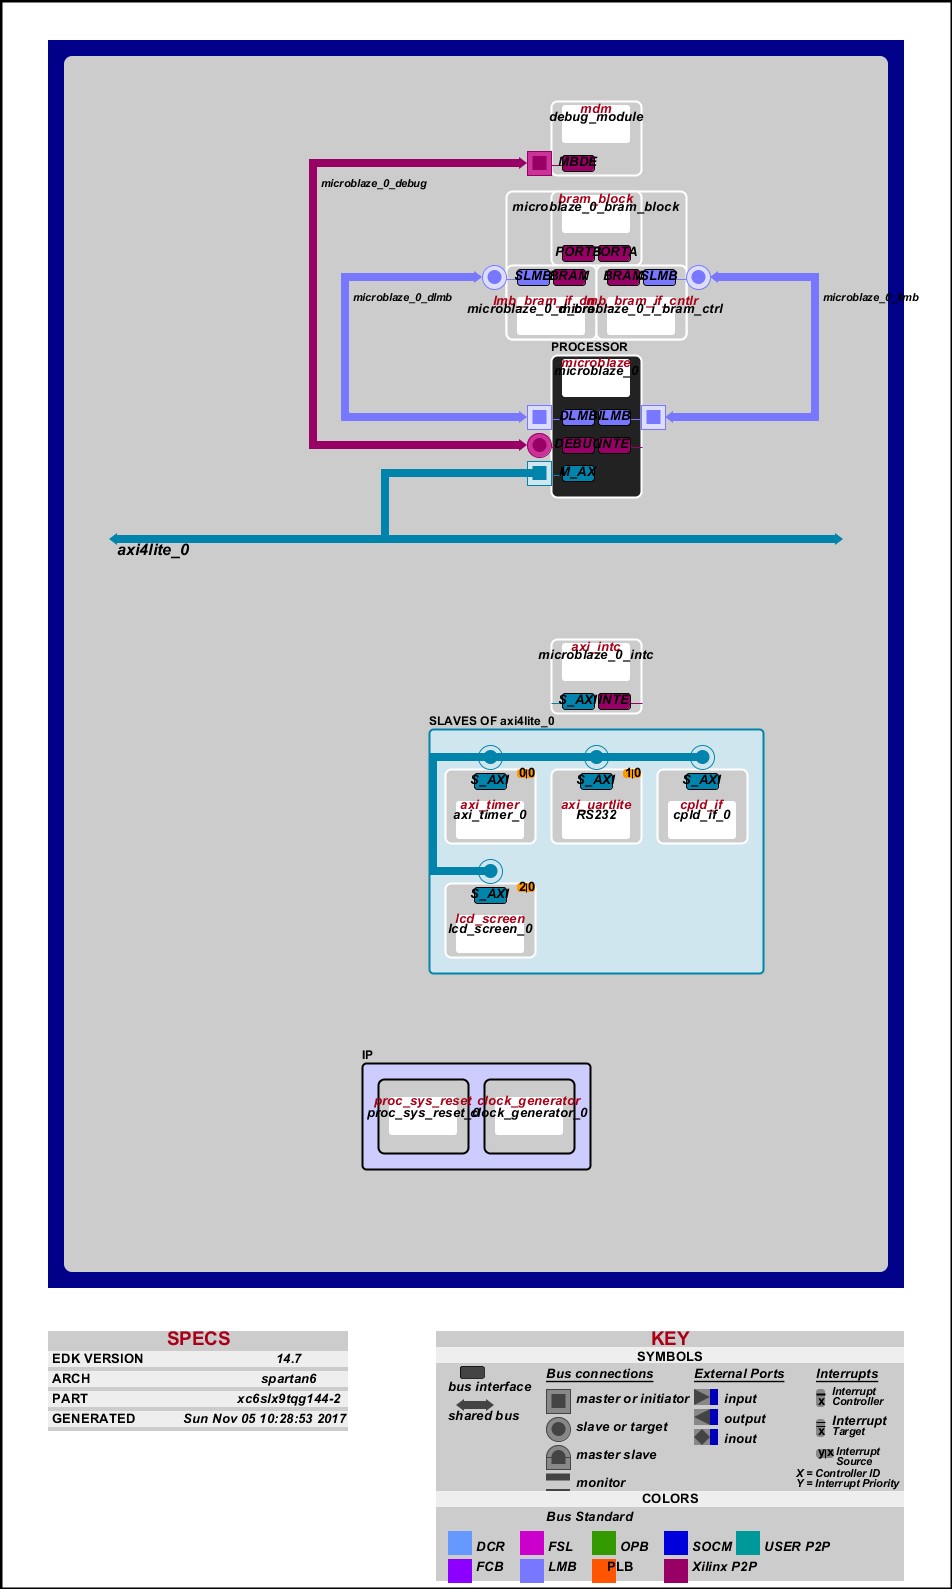 mdm
debug_module
MBDE
microblaze_0_debug
bram_block
microblaze_0_bram_block
PORTB PORTA
SLMB BRAM BRAM SLMB
microblaze_0_dlmb
lmb_bram_if_cntlr
microblaze_0_i_bram_ctrl
PROCESSOR
microblaze
microblaze_0
DLMB ILMB
DEBUG INTE
M_AX
axi4lite_0
axi_intc
microblaze_0_intc
S_AXI INTE
SLAVES OF axi4lite_0
0|0 1|0
S_AXI S_AXI S_AXI
axi_timer axi_uartlite cpld_if
axi_timer_0 RS232 cpld_if_0
2|0
S_AXI
lcd_screen
lcd_screen_0
IP
proc_sys_reset clock_generator
proc_sys_reset_0 clock_generator_0
SPECS
EDK VERSION 14.7
ARCH spartan6
PART xc6slx9tqg144-2
GENERATED Sun Nov 05 10:28:53 2017
KEY
SYMBOLS
bus interface
shared bus
Bus connections
master or initiator
slave or target
master slave
monitor
External Ports
input
output
inout
Interrupts
x
Interrupt
Controller
x
Interrupt
Target
y|x
Interrupt
Source
X = Controller ID
Y = Interrupt Priority
COLORS
Bus Standard
DCR FSL OPB SOCM USER P2P
FCB LMB PLB Xilinx P2P